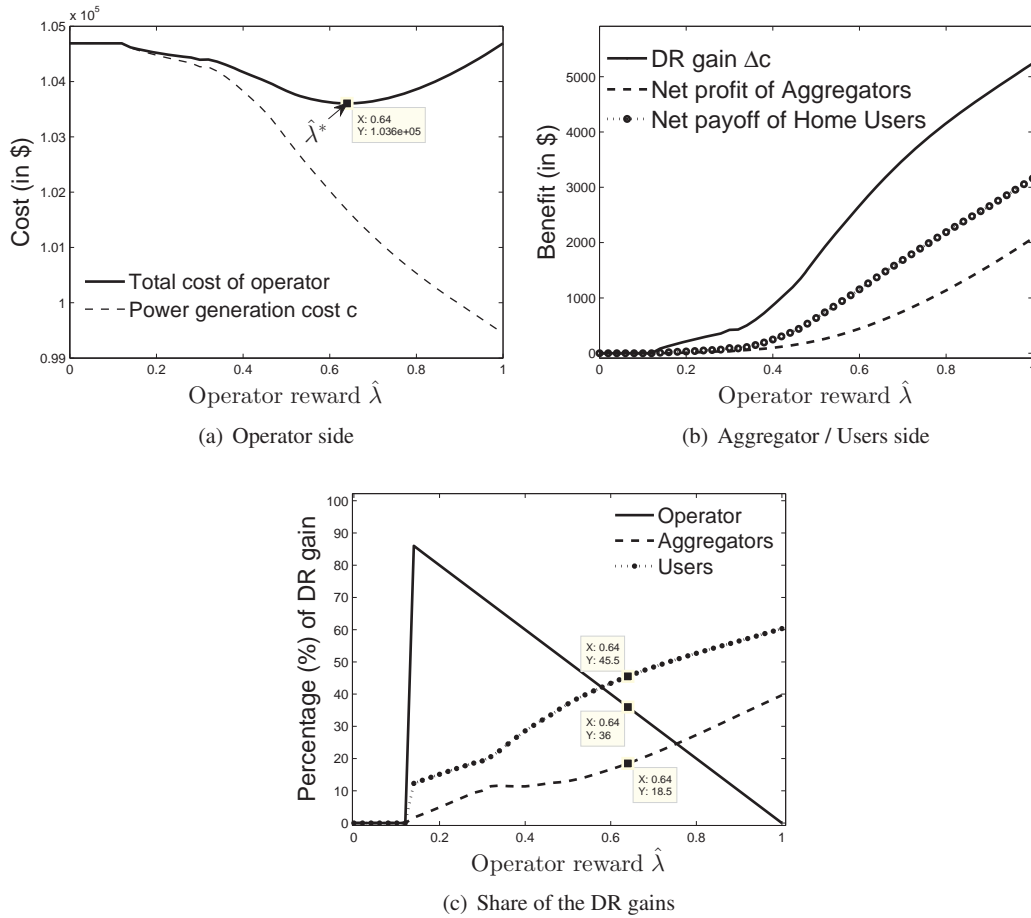 × 10⁵
1.05
1.04
1.03
1.02
1.01
1
0.99
Cost (in $)
λ̂*
X: 0.64
Y: 1.036e+05
Total cost of operator
Power generation cost c
0 0.2 0.4 0.6 0.8 1
Operator reward λ̂
(a) Operator side
5000
4000
3000
2000
1000
0
Benefit (in $)
DR gain Δc
Net profit of Aggregators
Net payoff of Home Users
0 0.2 0.4 0.6 0.8 1
Operator reward λ̂
(b) Aggregator / Users side
100
90
80
70
60
50
40
30
20
10
0
Percentage (%) of DR gain
Operator
Aggregators
Users
X: 0.64
Y: 45.5
X: 0.64
Y: 36
X: 0.64
Y: 18.5
0 0.2 0.4 0.6 0.8 1
Operator reward λ̂
(c) Share of the DR gains